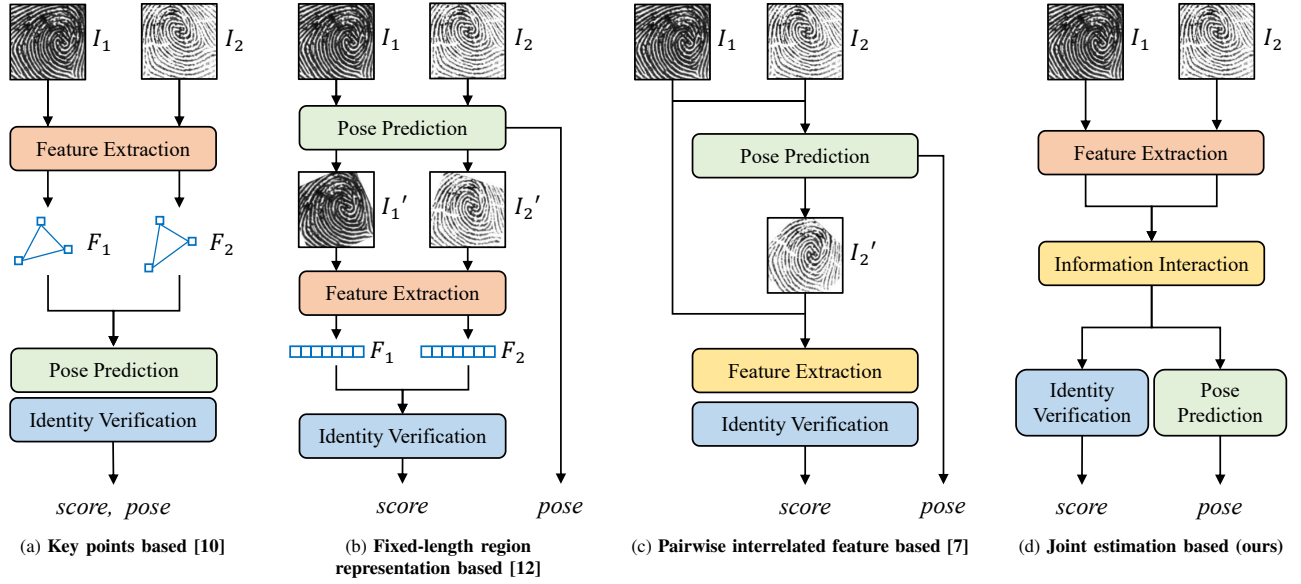 I₁
I₂
Feature Extraction
F₁
F₂
Pose Prediction
Identity Verification
score, pose
(a) Key points based [10]
I₁
I₂
Pose Prediction
I₁′
I₂′
Feature Extraction
F₁
F₂
Identity Verification
score
pose
(b) Fixed-length region
representation based [12]
I₁
I₂
Pose Prediction
I₂′
Feature Extraction
Identity Verification
score
pose
(c) Pairwise interrelated feature based [7]
I₁
I₂
Feature Extraction
Information Interaction
Identity
Verification
Pose
Prediction
score
pose
(d) Joint estimation based (ours)